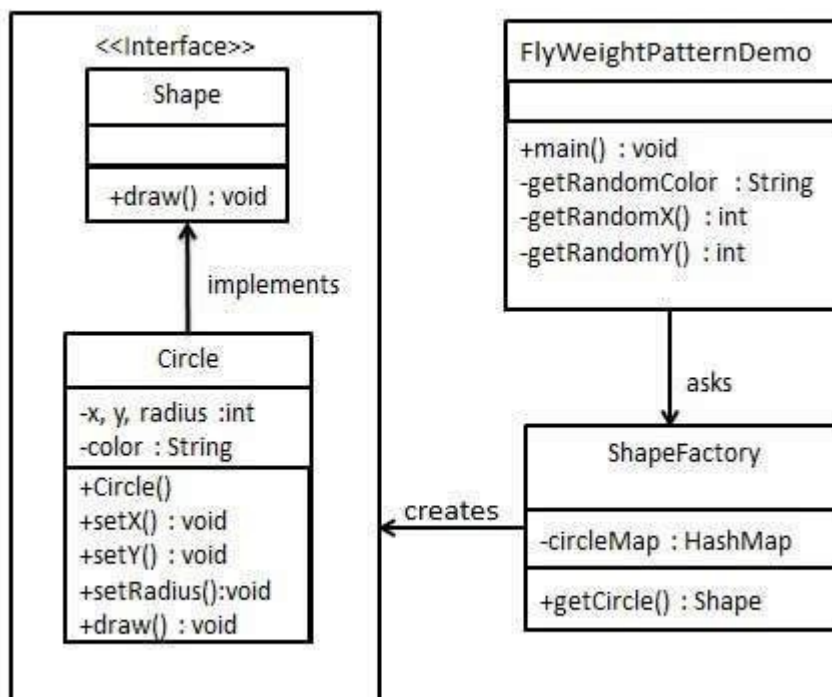 <<Interface>>
Shape
+draw() : void
implements
Circle
-x, y, radius :int
-color : String
+Circle()
+setX() : void
+setY() : void
+setRadius():void
+draw() : void
FlyWeightPatternDemo
+main() : void
-getRandomColor : String
-getRandomX() : int
-getRandomY() : int
asks
ShapeFactory
-circleMap : HashMap
+getCircle() : Shape
creates